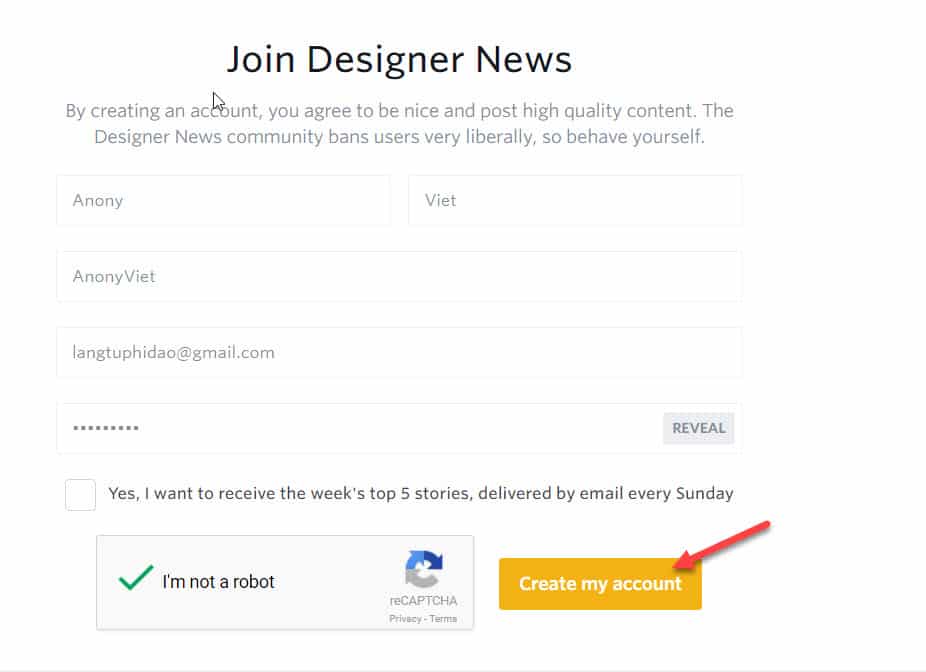 Join Designer News
By creating an account, you agree to be nice and post high quality content. The
Designer News community bans users very liberally, so behave yourself.
Anony
Viet
AnonyViet
langtuphidao@gmail.com
•••••••••
REVEAL
Yes, I want to receive the week's top 5 stories, delivered by email every Sunday
I'm not a robot
reCAPTCHA
Privacy - Terms
Create my account